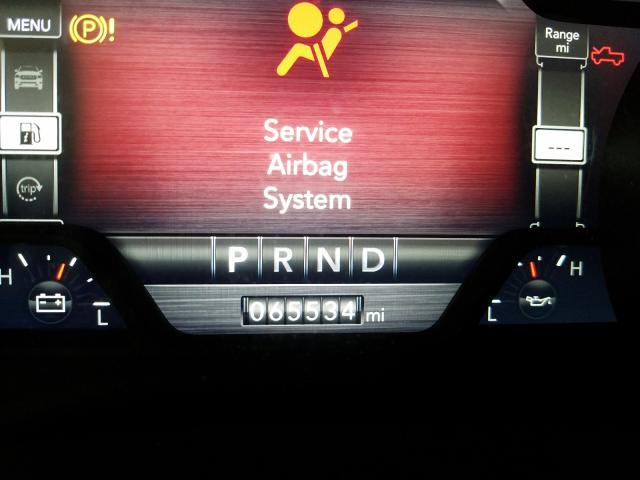 MENU
P!
Range
mi
Service
Airbag
System
trip
---
P R N D
H
L
065534 mi
H
L